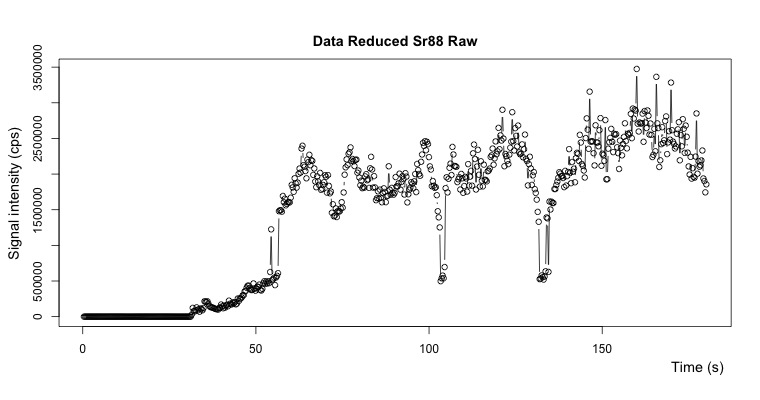 Data Reduced Sr88 Raw
Signal intensity (cps)
3500000
2500000
1500000
500000
0
0 50 100 150
Time (s)